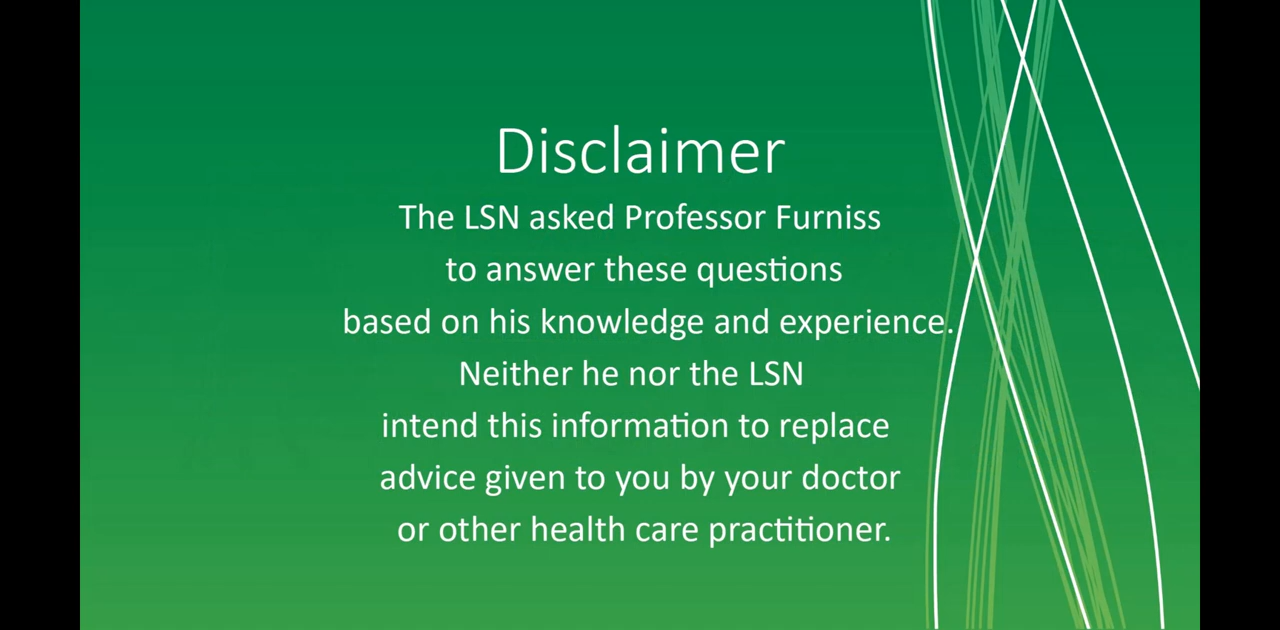 Disclaimer
The LSN asked Professor Furniss
to answer these questions
based on his knowledge and experience.
Neither he nor the LSN
intend this information to replace
advice given to you by your doctor
or other health care practitioner.